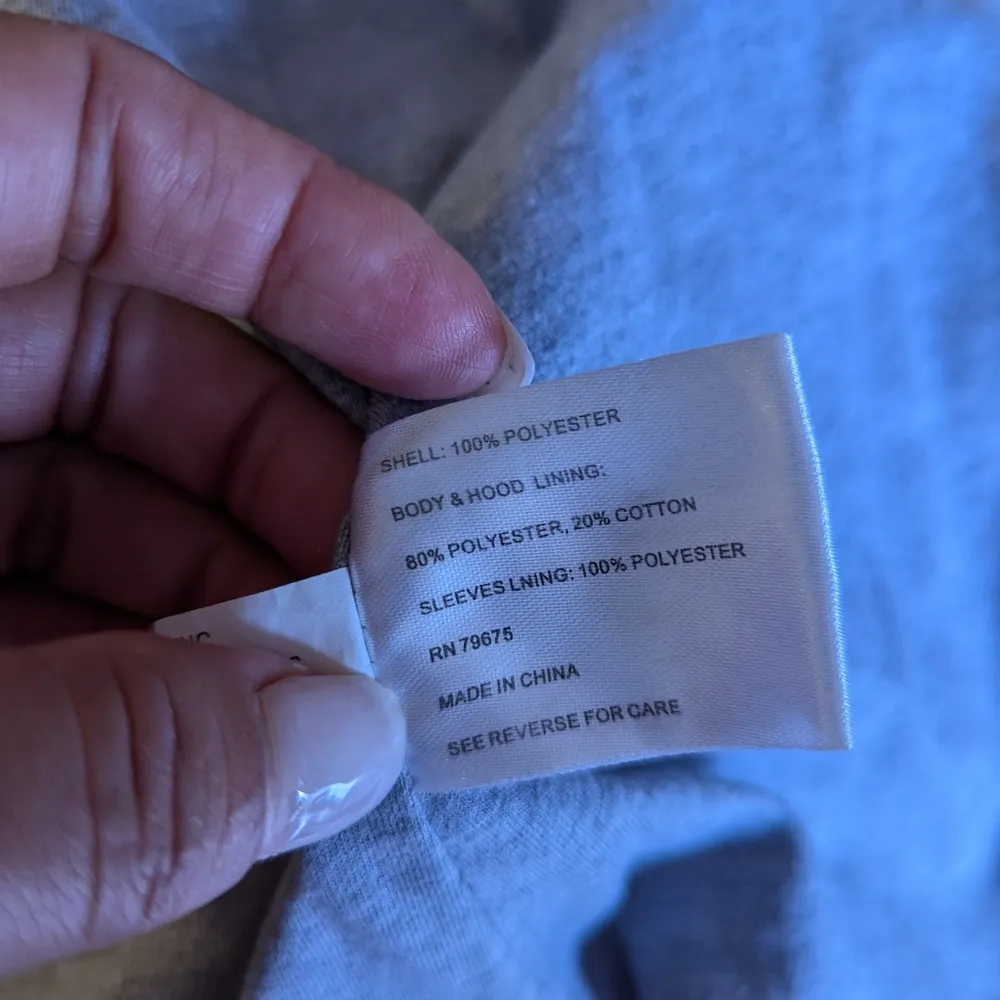 SHELL: 100% POLYESTER
BODY & HOOD LINING:
80% POLYESTER, 20% COTTON
SLEEVES LNING: 100% POLYESTER
RN 79675
MADE IN CHINA
SEE REVERSE FOR CARE